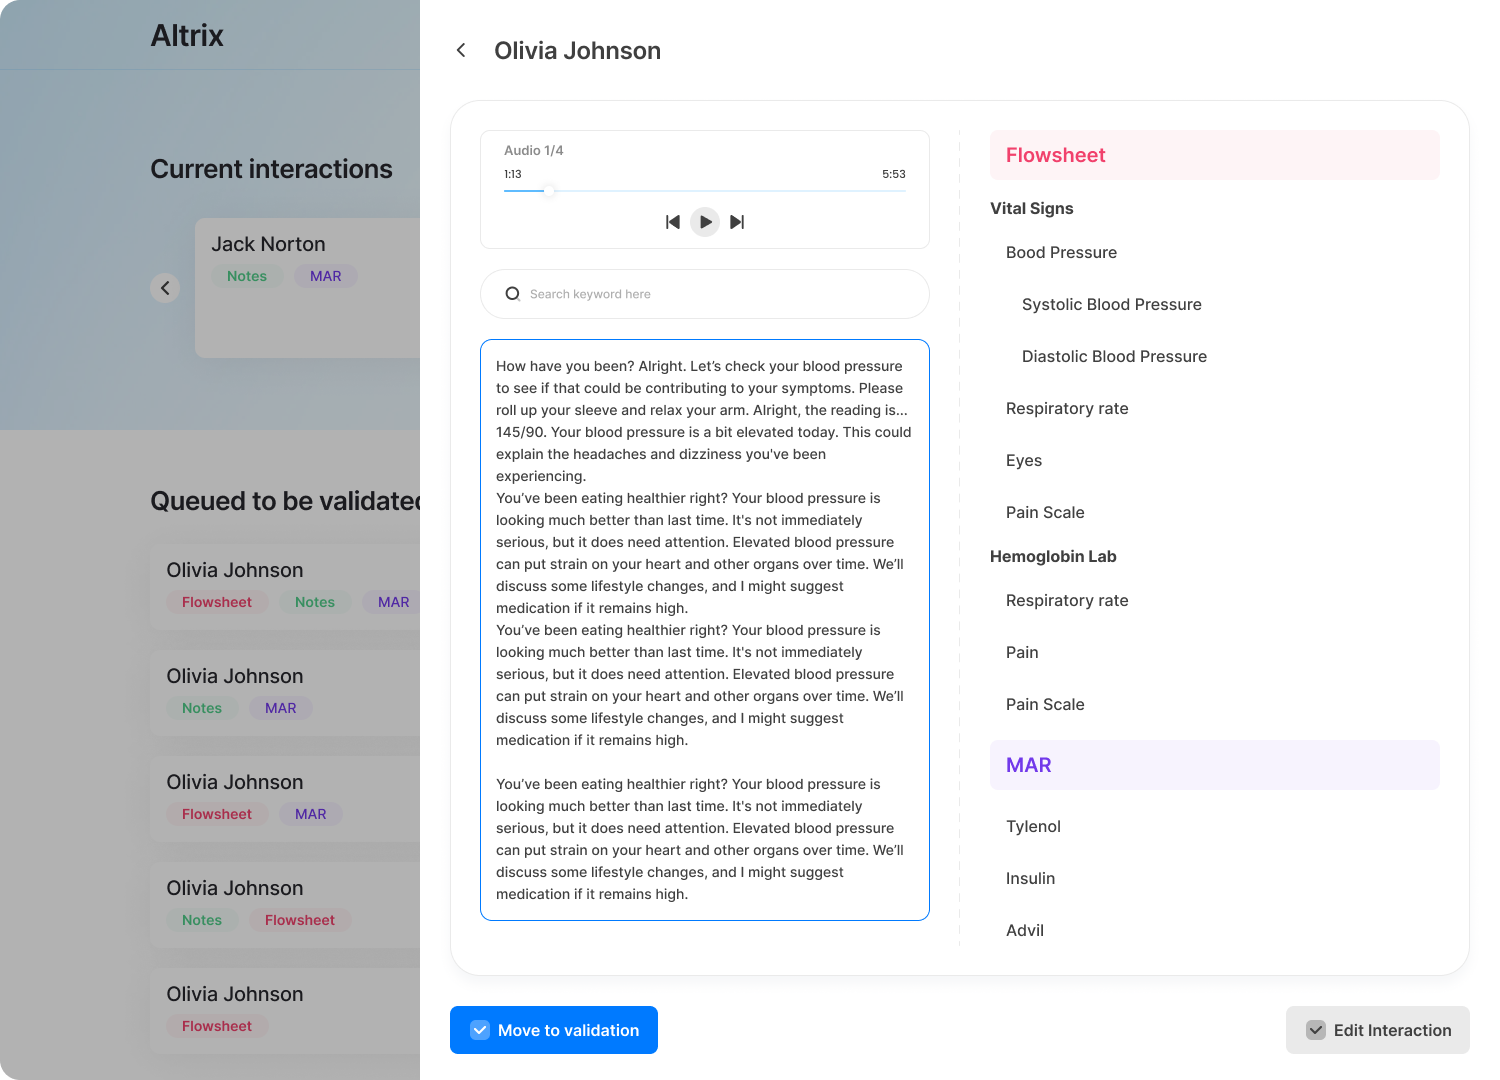 Altrix
Current interactions
Jack Norton
Notes
MAR
Queued to be validated
Olivia Johnson
Flowsheet
Notes
MAR
Olivia Johnson
Notes
MAR
Olivia Johnson
Flowsheet
MAR
Olivia Johnson
Notes
Flowsheet
Olivia Johnson
Flowsheet
Olivia Johnson
Audio 1/4
1:13
5:53
Search keyword here
How have you been? Alright. Let’s check your blood pressure
to see if that could be contributing to your symptoms. Please
roll up your sleeve and relax your arm. Alright, the reading is...
145/90. Your blood pressure is a bit elevated today. This could
explain the headaches and dizziness you've been
experiencing.
You’ve been eating healthier right? Your blood pressure is
looking much better than last time. It's not immediately
serious, but it does need attention. Elevated blood pressure
can put strain on your heart and other organs over time. We’ll
discuss some lifestyle changes, and I might suggest
medication if it remains high.
You’ve been eating healthier right? Your blood pressure is
looking much better than last time. It's not immediately
serious, but it does need attention. Elevated blood pressure
can put strain on your heart and other organs over time. We’ll
discuss some lifestyle changes, and I might suggest
medication if it remains high.
You’ve been eating healthier right? Your blood pressure is
looking much better than last time. It's not immediately
serious, but it does need attention. Elevated blood pressure
can put strain on your heart and other organs over time. We’ll
discuss some lifestyle changes, and I might suggest
medication if it remains high.
Flowsheet
Vital Signs
Bood Pressure
Systolic Blood Pressure
Diastolic Blood Pressure
Respiratory rate
Eyes
Pain Scale
Hemoglobin Lab
Respiratory rate
Pain
Pain Scale
MAR
Tylenol
Insulin
Advil
Move to validation
Edit Interaction